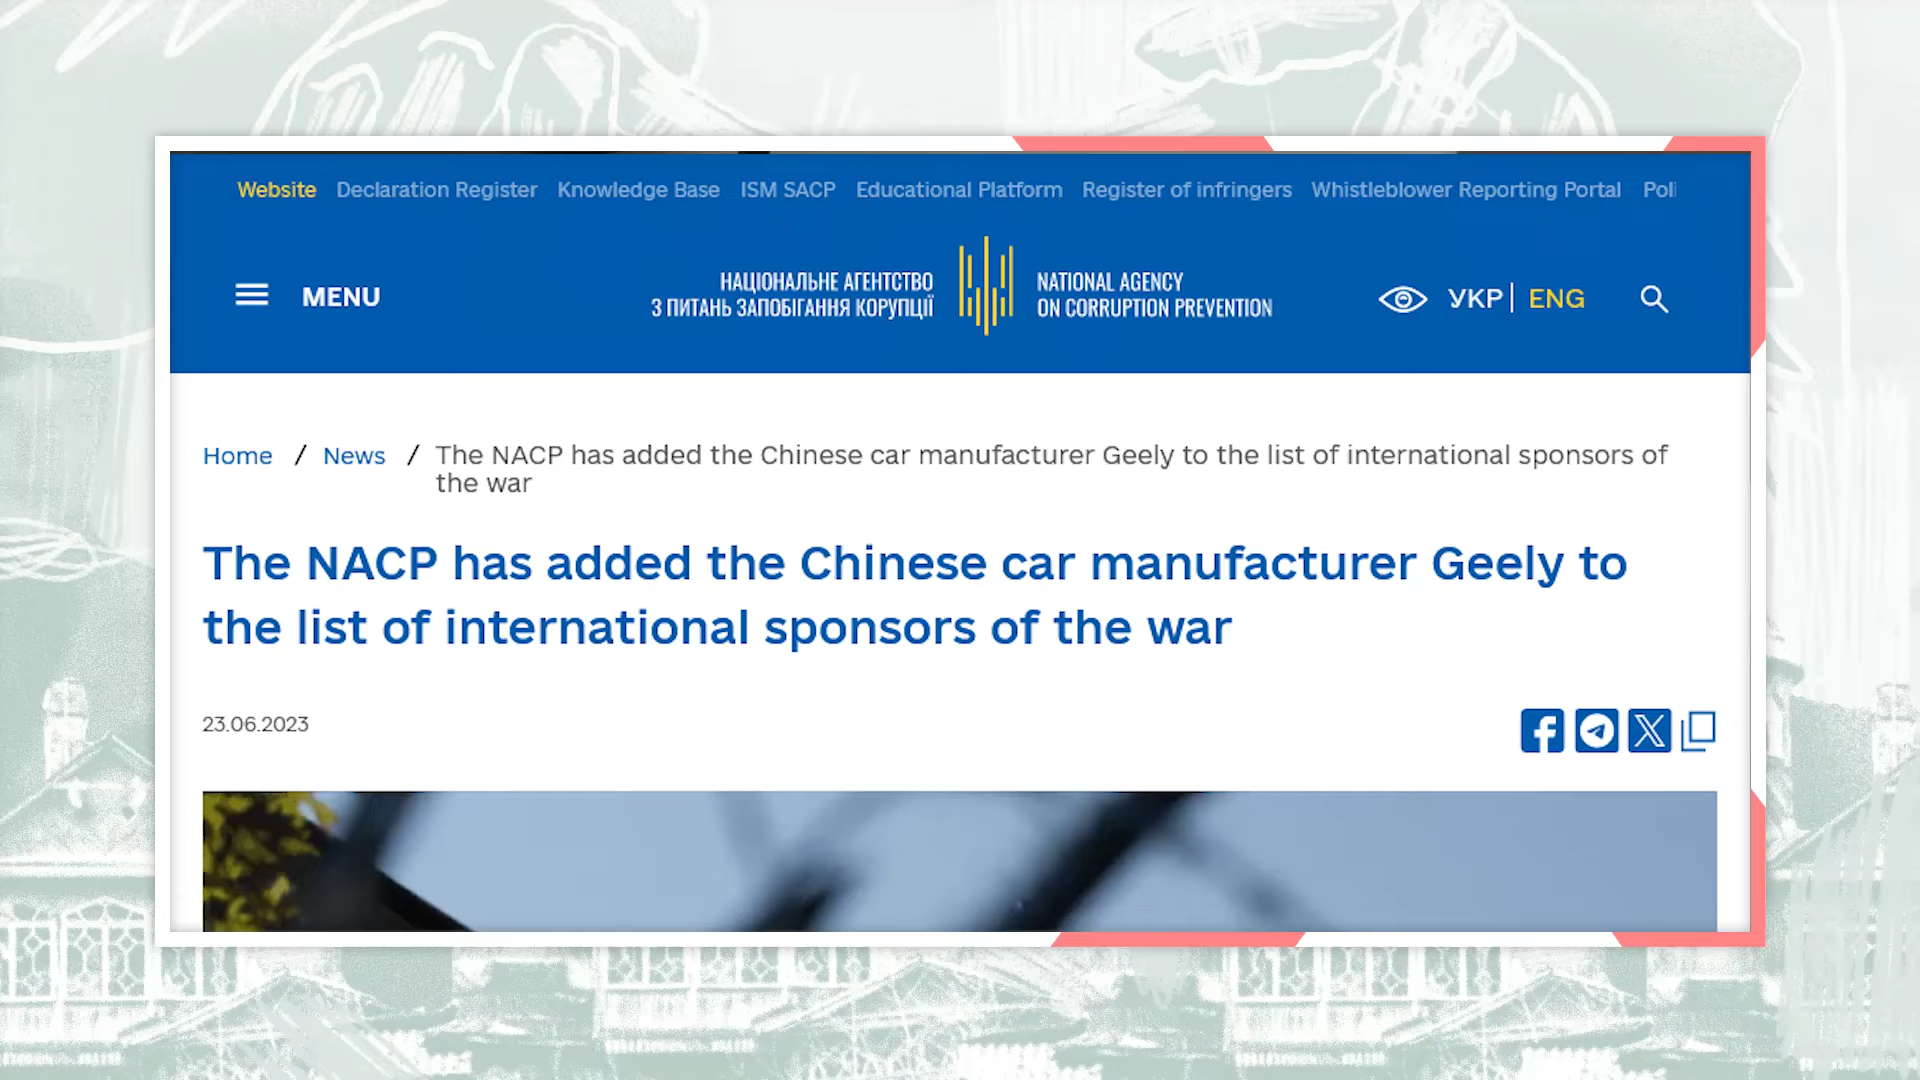 Website Declaration Register Knowledge Base ISM SACP Educational Platform Register of infringers Whistleblower Reporting Portal Poli
MENU
НАЦІОНАЛЬНЕ АГЕНТСТВО
З ПИТАНЬ ЗАПОБІГАННЯ КОРУПЦІЇ
NATIONAL AGENCY
ON CORRUPTION PREVENTION
УКР | ENG
Home / News / The NACP has added the Chinese car manufacturer Geely to the list of international sponsors of
the war
The NACP has added the Chinese car manufacturer Geely to
the list of international sponsors of the war
23.06.2023